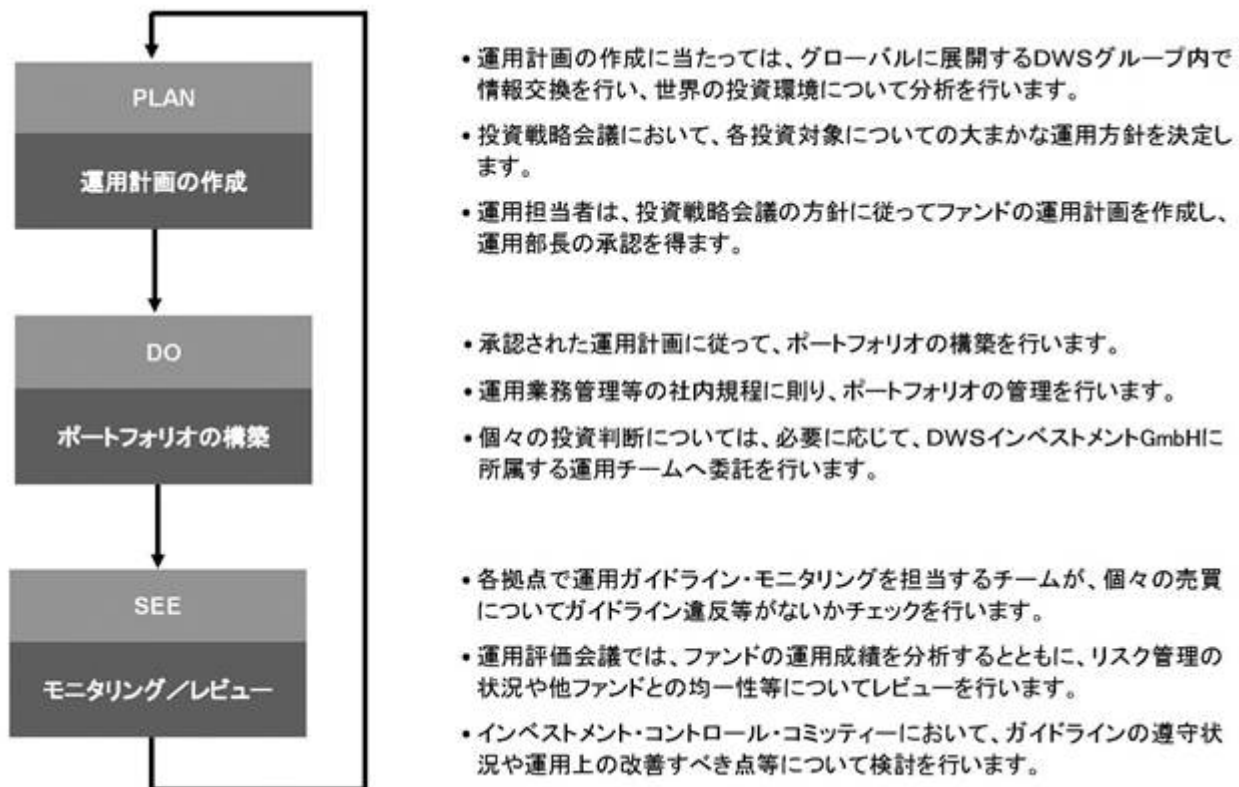 PLAN
運用計画の作成
• 運用計画の作成に当たっては、グローバルに展開するDWSグループ内で
情報交換を行い、世界の投資環境について分析を行います。
• 投資戦略会議において、各投資対象についての大まかな運用方針を決定し
ます。
• 運用担当者は、投資戦略会議の方針に従ってファンドの運用計画を作成し、
運用部長の承認を得ます。
DO
ポートフォリオの構築
• 承認された運用計画に従って、ポートフォリオの構築を行います。
• 運用業務管理等の社内規程に則り、ポートフォリオの管理を行います。
• 個々の投資判断については、必要に応じて、DWSインベストメントGmbHに
所属する運用チームへ委託を行います。
SEE
モニタリング／レビュー
• 各拠点で運用ガイドライン・モニタリングを担当するチームが、個々の売買
についてガイドライン違反等がないかチェックを行います。
• 運用評価会議では、ファンドの運用成績を分析するとともに、リスク管理の
状況や他ファンドとの均一性等についてレビューを行います。
• インベストメント・コントロール・コミッティーにおいて、ガイドラインの遵守状
況や運用上の改善すべき点等について検討を行います。